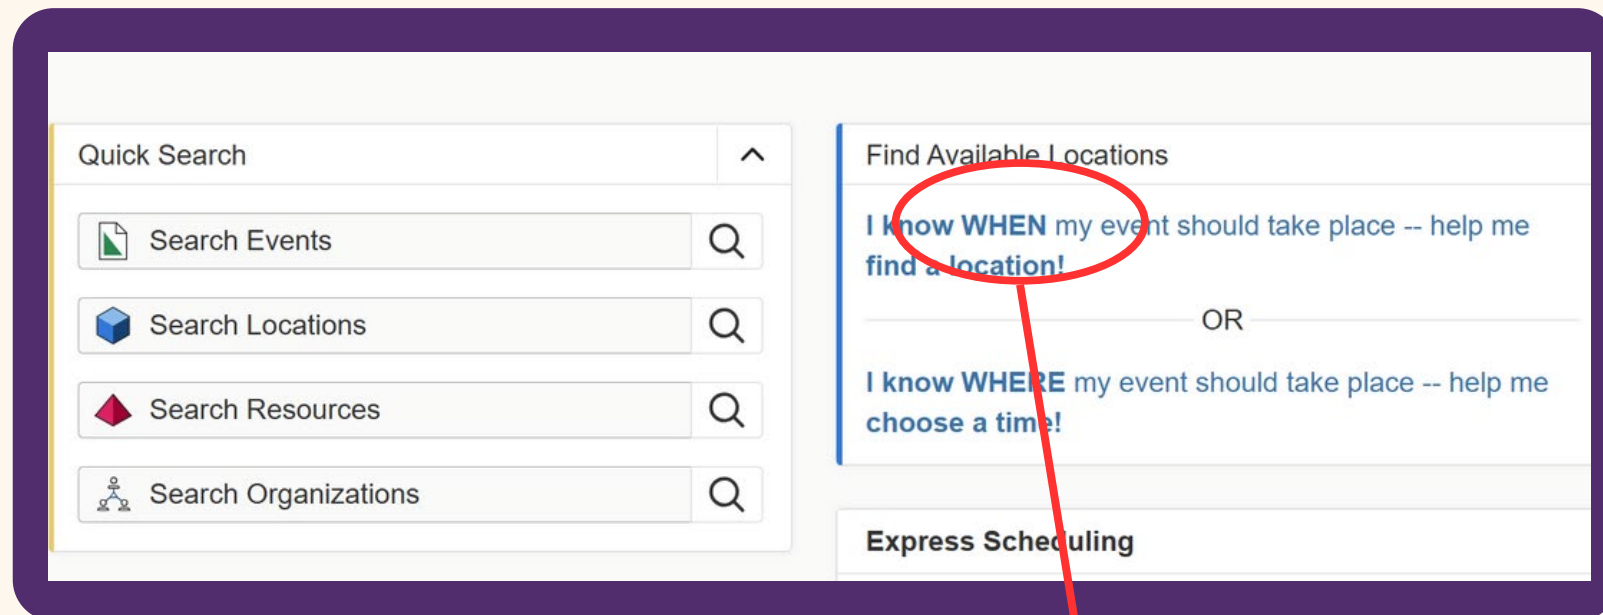 Quick Search
Search Events
Search Locations
Search Resources
Search Organizations
Find Available Locations
I know WHEN my event should take place -- help me
find a location!
OR
I know WHERE my event should take place -- help me
choose a time!
Express Scheduling